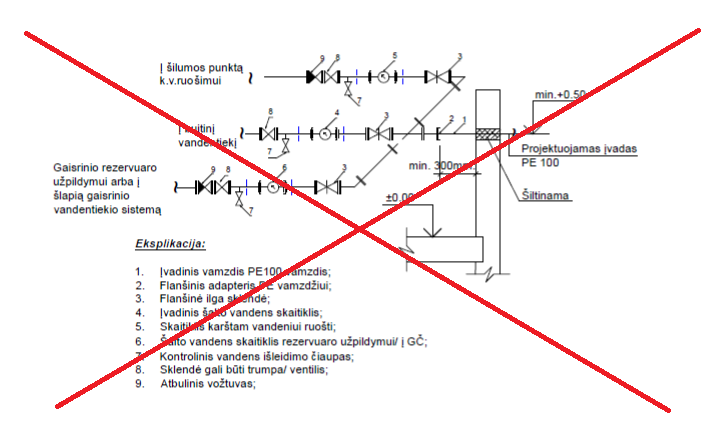 Į šilumos punktą
k.v.ruošimui
9 8 5 3
7
min.+0.50
8 4 3 2 1
Į buitinį
vandentiekį
7
Projektuojamas įvadas
PE 100
Gaisrinio rezervuaro
užpildymui arba į
šlapią gaisrinio
vandentiekio sistemą
9 8 6 3
7
min. 300mm
Šiltinama
±0.00
Eksplikacija:
1. Įvadinis vamzdis PE100 vamzdis;
2. Flanšinis adapteris PE vamzdžiui;
3. Flanšinė ilga sklendė;
4. Įvadinis šalto vandens skaitiklis;
5. Skaitiklis karštam vandeniui ruošti;
6. Šalto vandens skaitiklis rezervuaro užpildymui/ į GČ;
7. Kontrolinis vandens išleidimo čiaupas;
8. Sklendė gali būti trumpa/ ventilis;
9. Atbulinis vožtuvas;